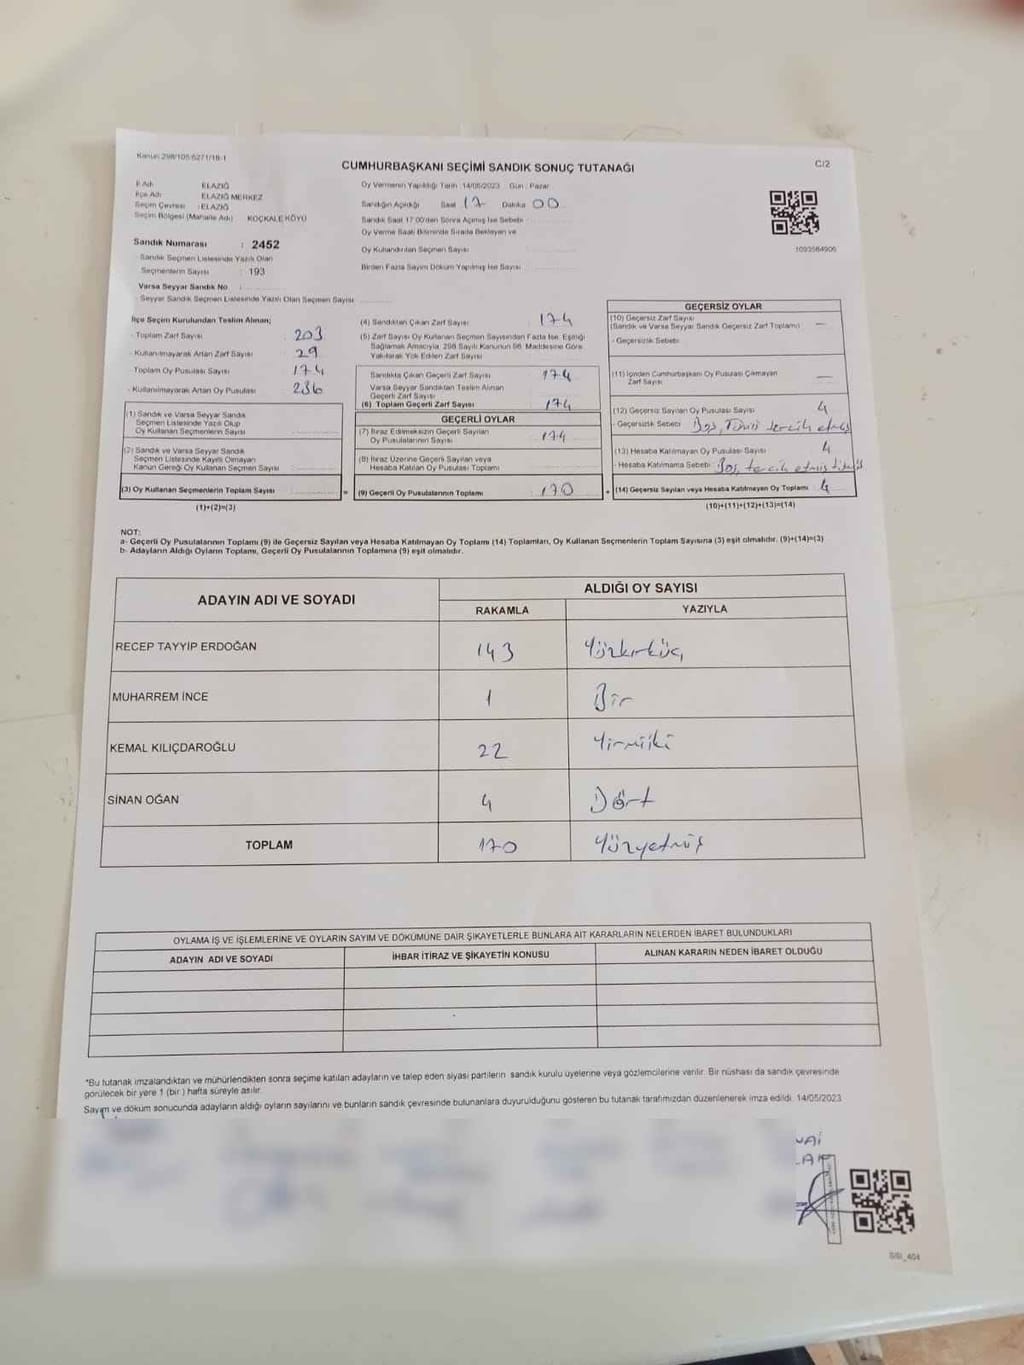 Kanun:298/105 6271/18-1
CUMHURBAŞKANI SEÇİMİ SANDIK SONUÇ TUTANAĞI
C/2
İl Adı ELAZIĞ
İlçe Adı ELAZIĞ MERKEZ
Seçim Çevresi :ELAZIĞ
Seçim Bölgesi (Mahalle Adı) KOÇKALE KÖYÜ
Sandık Numarası : 2452
Sandık Seçmen Listesinde Yazılı Olan
Seçmenlerin Sayısı : 193
Varsa Seyyar Sandık No :
Seyyar Sandık Seçmen Listesinde Yazılı Olan Seçmen Sayısı
Oy Vermenin Yapıldığı Tarih 14/05/2023 Gün : Pazar
Sandığın Açıldığı Saat 17 Dakika 00
Sandık Saat 17:00'den Sonra Açılmış İse Sebebi
Oy Verme Saati Bitiminde Sırada Bekleyen ve
Oy Kullandırılan Seçmen Sayısı
Birden Fazla Sayım Döküm Yapılmış İse Sayısı
1093564906
İlçe Seçim Kurulundan Teslim Alınan;
- Toplam Zarf Sayısı 203
- Kullanılmayarak Artan Zarf Sayısı 29
Toplam Oy Pusulası Sayısı 174
- Kullanılmayarak Artan Oy Pusulası 236
(1) Sandık ve Varsa Seyyar Sandık
Seçmen Listesinde Yazılı Olup
Oy Kullanan Seçmenlerin Sayısı
(2) Sandık ve Varsa Seyyar Sandık
Seçmen Listesinde Kayıtlı Olmayan
Kanun Gereği Oy Kullanan Seçmen Sayısı
(3) Oy Kullanan Seçmenlerin Toplam Sayısı =
(1)+(2)=(3)
(4) Sandıktan Çıkan Zarf Sayısı 174
(5) Zarf Sayısı Oy Kullanan Seçmen Sayısından Fazla İse, Eşitliği
Sağlamak Amacıyla, 298 Sayılı Kanunun 98. Maddesine Göre
Yakılarak Yok Edilen Zarf Sayısı
Sandıkta Çıkan Geçerli Zarf Sayısı 174
Varsa Seyyar Sandıktan Teslim Alınan
Geçerli Zarf Sayısı
(6) Toplam Geçerli Zarf Sayısı 174
GEÇERLİ OYLAR
(7) İtiraz Edilmeksizin Geçerli Sayılan
Oy Pusulalarının Sayısı 174
(8) İtiraz Üzerine Geçerli Sayılan veya
Hesaba Katılan Oy Pusulası Toplamı
(9) Geçerli Oy Pusulalarının Toplamı 170 +
GEÇERSİZ OYLAR
(10) Geçersiz Zarf Sayısı
(Sandık ve Varsa Seyyar Sandık Geçersiz Zarf Toplamı) —
- Geçersizlik Sebebi:
(11) İçinden Cumhurbaşkanı Oy Pusulası Çıkmayan
Zarf Sayısı —
(12) Geçersiz Sayılan Oy Pusulası Sayısı 4
- Geçersizlik Sebebi Boş, tercih etmiş
(13) Hesaba Katılmayan Oy Pusulası Sayısı 4
- Hesaba Katılmama Sebebi: Boş, tercih etmiş
(14) Geçersiz Sayılan veya Hesaba Katılmayan Oy Toplamı 4
(10)+(11)+(12)+(13)=(14)
NOT:
a- Geçerli Oy Pusulalarının Toplamı (9) ile Geçersiz Sayılan veya Hesaba Katılmayan Oy Toplamı (14) Toplamları, Oy Kullanan Seçmenlerin Toplam Sayısına (3) eşit olmalıdır. (9)+(14)=(3)
b- Adayların Aldığı Oyların Toplamı, Geçerli Oy Pusulalarının Toplamına (9) eşit olmalıdır.
ADAYIN ADI VE SOYADI
ALDIĞI OY SAYISI
RAKAMLA YAZIYLA
RECEP TAYYİP ERDOĞAN 143 Yüzkırküç
MUHARREM İNCE 1 Bir
KEMAL KILIÇDAROĞLU 22 Yirmiiki
SİNAN OĞAN 4 Dört
TOPLAM 170 Yüzyetmiş
OYLAMA İŞ VE İŞLEMLERİNE VE OYLARIN SAYIM VE DÖKÜMÜNE DAİR ŞİKAYETLERLE BUNLARA AİT KARARLARIN NELERDEN İBARET BULUNDUKLARI
ADAYIN ADI VE SOYADI İHBAR İTİRAZ VE ŞİKAYETİN KONUSU ALINAN KARARIN NEDEN İBARET OLDUĞU
*Bu tutanak imzalandıktan ve mühürlendikten sonra seçime katılan adayların ve talep eden siyasi partilerin sandık kurulu üyelerine veya gözlemcilerine verilir. Bir nüshası da sandık çevresinde
görülecek bir yere 1 (bir ) hafta süreyle asılır.
Sayım ve döküm sonucunda adayların aldığı oyların sayılarını ve bunların sandık çevresinde bulunanlara duyurulduğunu gösteren bu tutanak tarafımızdan düzenlenerek imza edildi. 14/05/2023